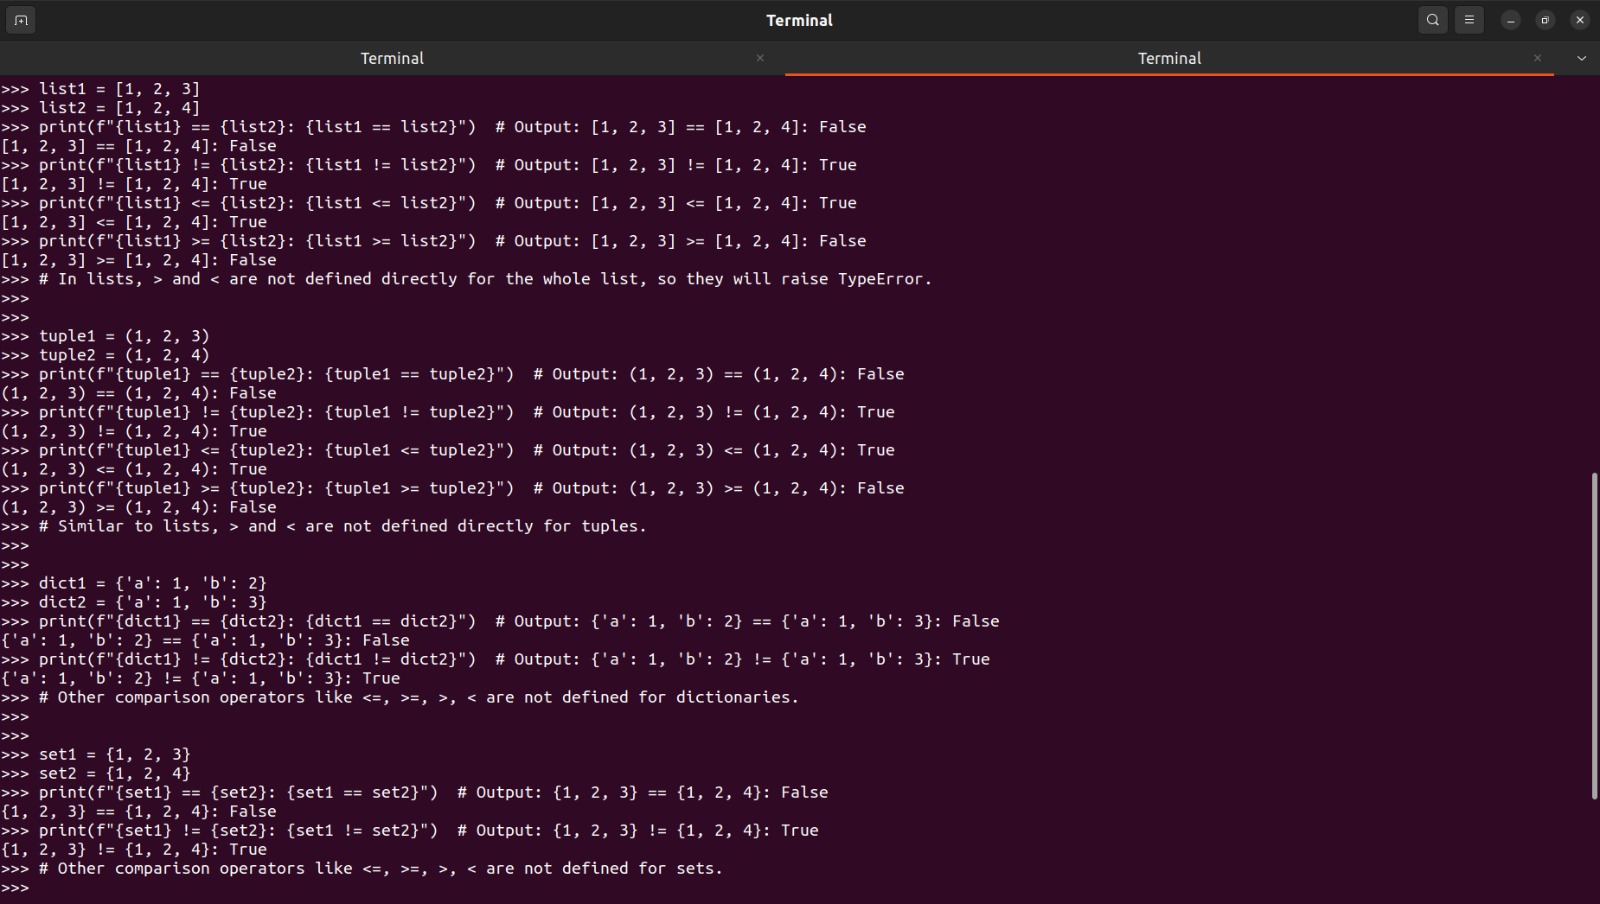 Terminal
Terminal
Terminal
>>> list1 = [1, 2, 3]
>>> list2 = [1, 2, 4]
>>> print(f"{list1} == {list2}: {list1 == list2}")  # Output: [1, 2, 3] == [1, 2, 4]: False
[1, 2, 3] == [1, 2, 4]: False
>>> print(f"{list1} != {list2}: {list1 != list2}")  # Output: [1, 2, 3] != [1, 2, 4]: True
[1, 2, 3] != [1, 2, 4]: True
>>> print(f"{list1} <= {list2}: {list1 <= list2}")  # Output: [1, 2, 3] <= [1, 2, 4]: True
[1, 2, 3] <= [1, 2, 4]: True
>>> print(f"{list1} >= {list2}: {list1 >= list2}")  # Output: [1, 2, 3] >= [1, 2, 4]: False
[1, 2, 3] >= [1, 2, 4]: False
>>> # In lists, > and < are not defined directly for the whole list, so they will raise TypeError.
>>>
>>>
>>> tuple1 = (1, 2, 3)
>>> tuple2 = (1, 2, 4)
>>> print(f"{tuple1} == {tuple2}: {tuple1 == tuple2}")  # Output: (1, 2, 3) == (1, 2, 4): False
(1, 2, 3) == (1, 2, 4): False
>>> print(f"{tuple1} != {tuple2}: {tuple1 != tuple2}")  # Output: (1, 2, 3) != (1, 2, 4): True
(1, 2, 3) != (1, 2, 4): True
>>> print(f"{tuple1} <= {tuple2}: {tuple1 <= tuple2}")  # Output: (1, 2, 3) <= (1, 2, 4): True
(1, 2, 3) <= (1, 2, 4): True
>>> print(f"{tuple1} >= {tuple2}: {tuple1 >= tuple2}")  # Output: (1, 2, 3) >= (1, 2, 4): False
(1, 2, 3) >= (1, 2, 4): False
>>> # Similar to lists, > and < are not defined directly for tuples.
>>>
>>>
>>> dict1 = {'a': 1, 'b': 2}
>>> dict2 = {'a': 1, 'b': 3}
>>> print(f"{dict1} == {dict2}: {dict1 == dict2}")  # Output: {'a': 1, 'b': 2} == {'a': 1, 'b': 3}: False
{'a': 1, 'b': 2} == {'a': 1, 'b': 3}: False
>>> print(f"{dict1} != {dict2}: {dict1 != dict2}")  # Output: {'a': 1, 'b': 2} != {'a': 1, 'b': 3}: True
{'a': 1, 'b': 2} != {'a': 1, 'b': 3}: True
>>> # Other comparison operators like <=, >=, >, < are not defined for dictionaries.
>>>
>>>
>>> set1 = {1, 2, 3}
>>> set2 = {1, 2, 4}
>>> print(f"{set1} == {set2}: {set1 == set2}")  # Output: {1, 2, 3} == {1, 2, 4}: False
{1, 2, 3} == {1, 2, 4}: False
>>> print(f"{set1} != {set2}: {set1 != set2}")  # Output: {1, 2, 3} != {1, 2, 4}: True
{1, 2, 3} != {1, 2, 4}: True
>>> # Other comparison operators like <=, >=, >, < are not defined for sets.
>>>